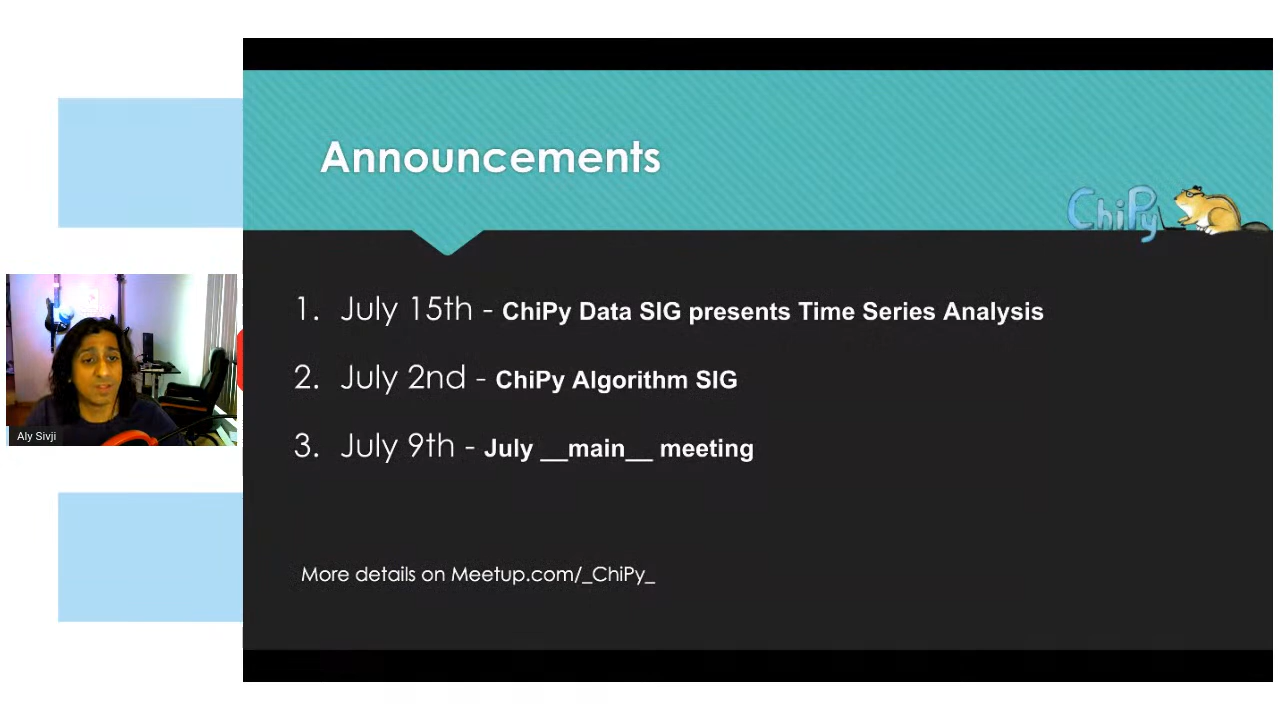 Announcements
ChiPy
1. July 15th - ChiPy Data SIG presents Time Series Analysis
2. July 2nd - ChiPy Algorithm SIG
3. July 9th - July __main__ meeting
Aly Sivji
More details on Meetup.com/_ChiPy_